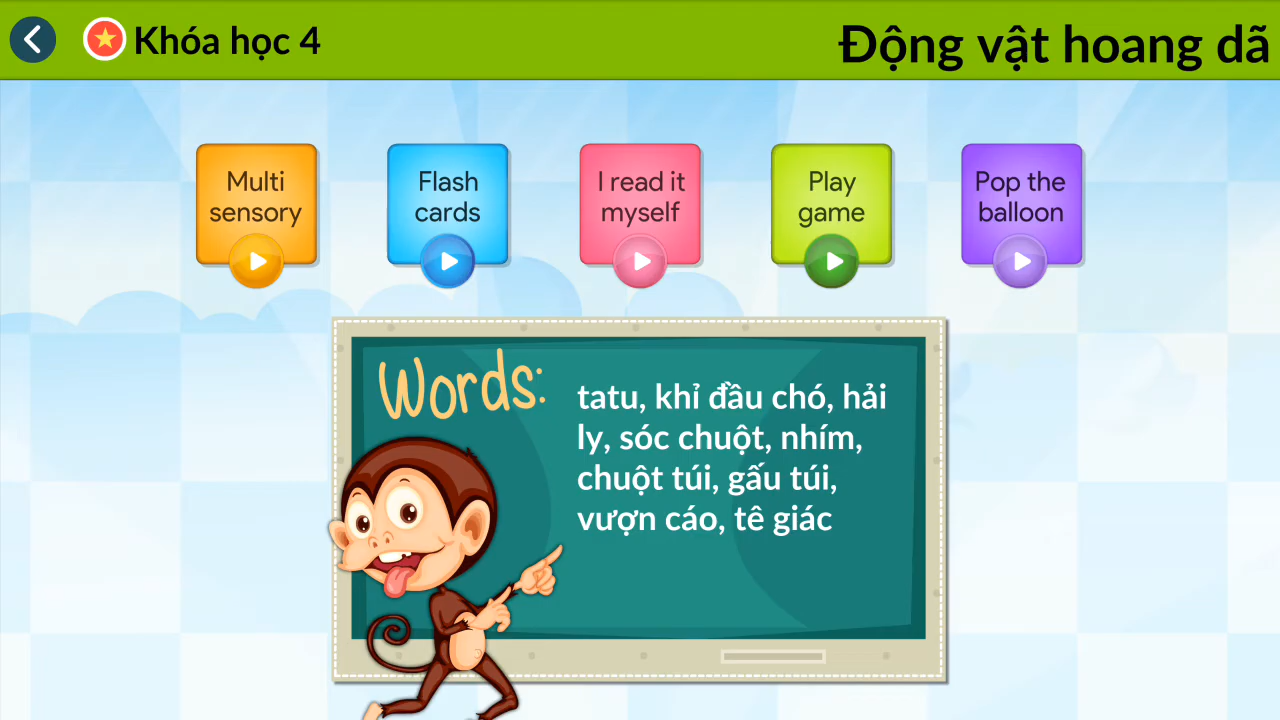 Khóa học 4
Động vật hoang dã
Multi
sensory
Flash
cards
I read it
myself
Play
game
Pop the
balloon
Words:
tatu, khỉ đầu chó, hải
ly, sóc chuột, nhím,
chuột túi, gấu túi,
vượn cáo, tê giác